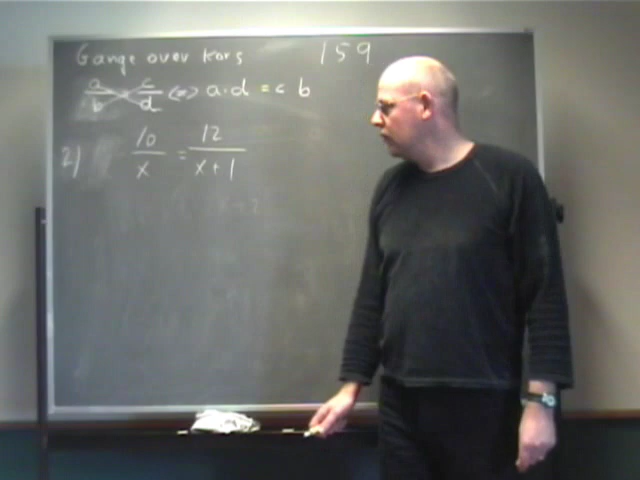 Gange over kors 159
a/b = c/d <=> a·d = c b
2) 10/x = 12/(x+1)